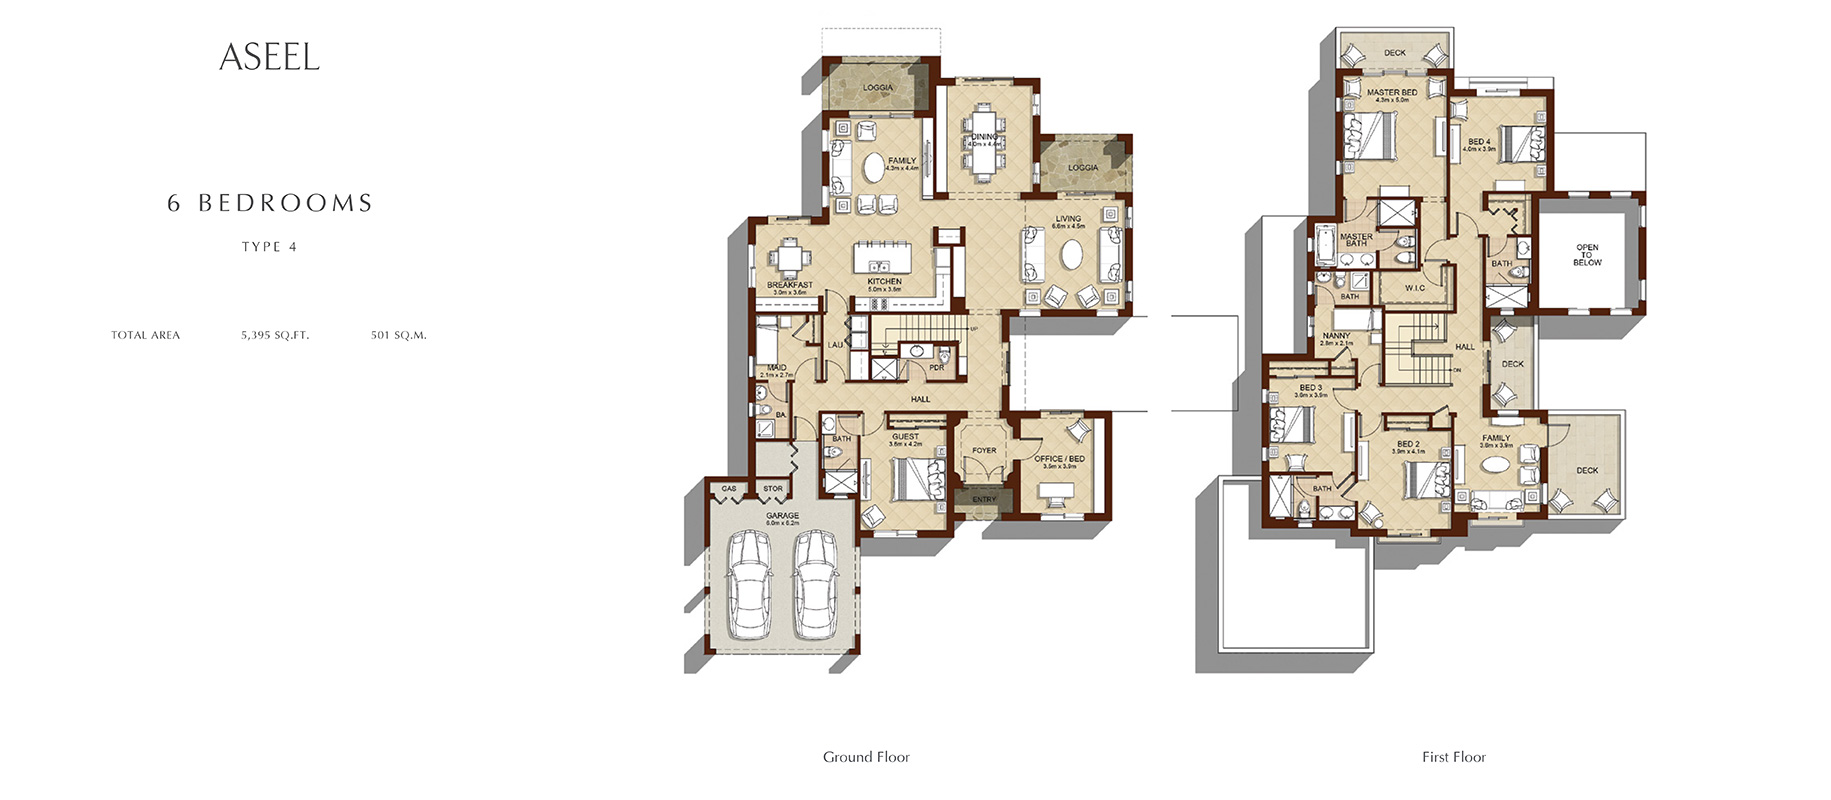 ASEEL
6 BEDROOMS
TYPE 4
TOTAL AREA 5,395 SQ.FT. 501 SQ.M.
LOGGIA
DINING
4.0m x 4.4m
FAMILY
4.3m x 4.4m
LOGGIA
LIVING
6.6m x 4.5m
BREAKFAST
3.0m x 3.6m
KITCHEN
5.0m x 3.6m
UP
LAU.
MAID
2.1m x 2.7m
PDR
BA.
HALL
BATH
GUEST
3.6m x 4.2m
FOYER
OFFICE / BED
3.5m x 3.9m
GAS
STOR
ENTRY
GARAGE
6.0m x 6.2m
Ground Floor
DECK
MASTER BED
4.3m x 5.0m
BED 4
4.0m x 3.9m
MASTER
BATH
BATH
OPEN
TO
BELOW
W.I.C
BATH
NANNY
2.8m x 2.1m
HALL
DN
DECK
BED 3
3.8m x 3.9m
BED 2
3.9m x 4.1m
FAMILY
3.6m x 3.9m
DECK
BATH
First Floor